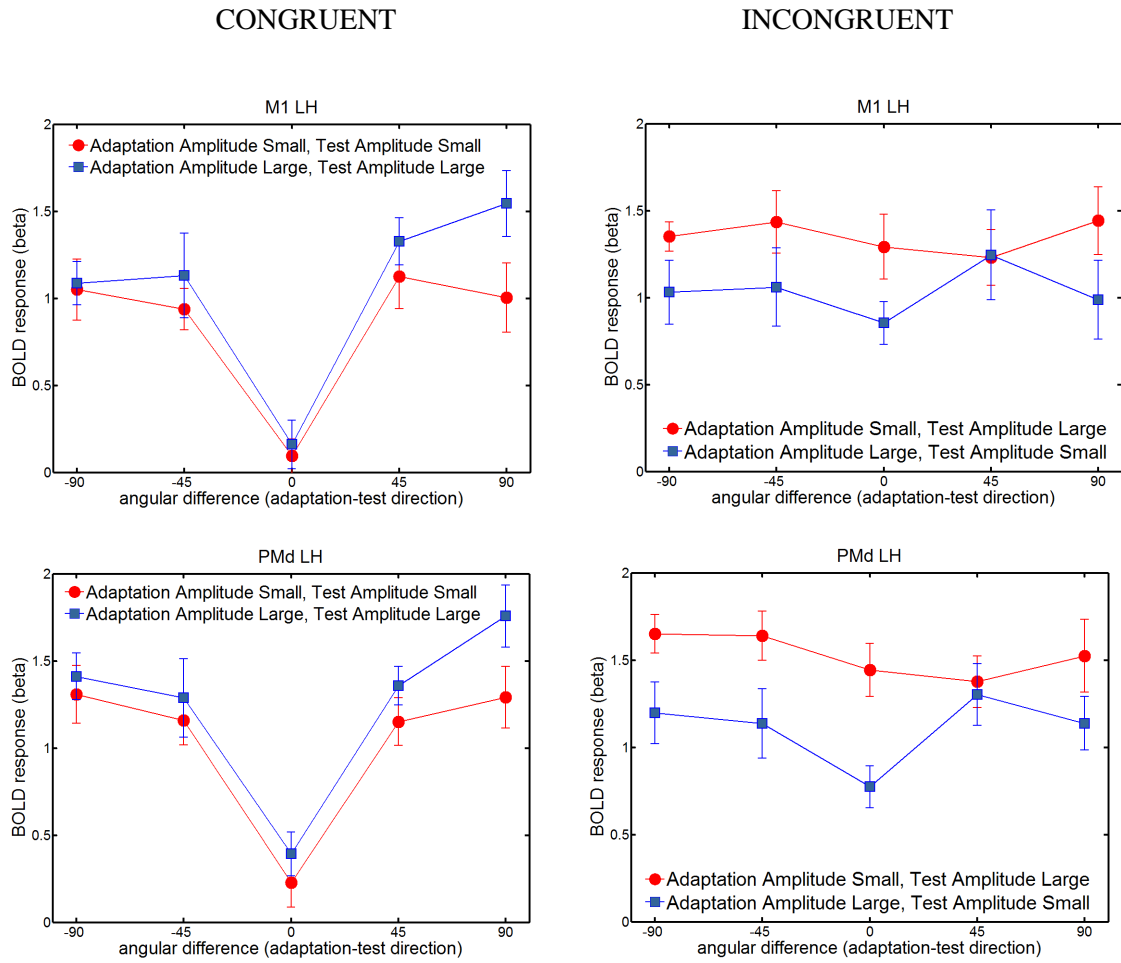 CONGRUENT
INCONGRUENT
M1 LH
2
1.5
1
0.5
0
BOLD response (beta)
Adaptation Amplitude Small, Test Amplitude Small
Adaptation Amplitude Large, Test Amplitude Large
-90
-45
0
45
90
angular difference (adaptation-test direction)
M1 LH
2
1.5
1
0.5
0
BOLD response (beta)
Adaptation Amplitude Small, Test Amplitude Large
Adaptation Amplitude Large, Test Amplitude Small
-90
-45
0
45
90
angular difference (adaptation-test direction)
PMd LH
2
1.5
1
0.5
0
BOLD response (beta)
Adaptation Amplitude Small, Test Amplitude Small
Adaptation Amplitude Large, Test Amplitude Large
-90
-45
0
45
90
angular difference (adaptation-test direction)
PMd LH
2
1.5
1
0.5
0
BOLD response (beta)
Adaptation Amplitude Small, Test Amplitude Large
Adaptation Amplitude Large, Test Amplitude Small
-90
-45
0
45
90
angular difference (adaptation-test direction)